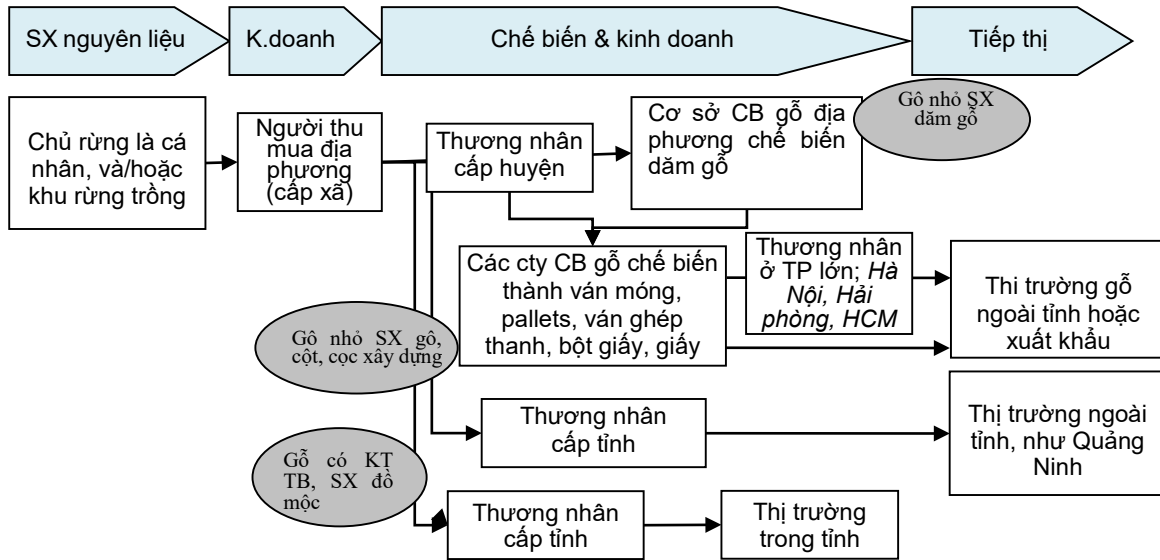 SX nguyên liệu
K.doanh
Chế biến & kinh doanh
Tiếp thị
Chủ rừng là cá
nhân, và/hoặc
khu rừng trồng
Người thu
mua địa
phương
(cấp xã)
Thương nhân
cấp huyện
Cơ sở CB gỗ địa
phương chế biến
dăm gỗ
Gô nhỏ SX
dăm gỗ
Các cty CB gỗ chế biến
thành ván móng,
pallets, ván ghép
thanh, bột giấy, giấy
Thương nhân
ở TP lớn; Hà
Nội, Hải
phòng, HCM
Thi trường gỗ
ngoài tỉnh hoặc
xuất khẩu
Gô nhỏ SX gô,
cột, cọc xây dựng
Thương nhân
cấp tỉnh
Thị trường ngoài
tỉnh, như Quảng
Ninh
Gỗ có KT
TB, SX đồ
mộc
Thương nhân
cấp tỉnh
Thị trường
trong tỉnh